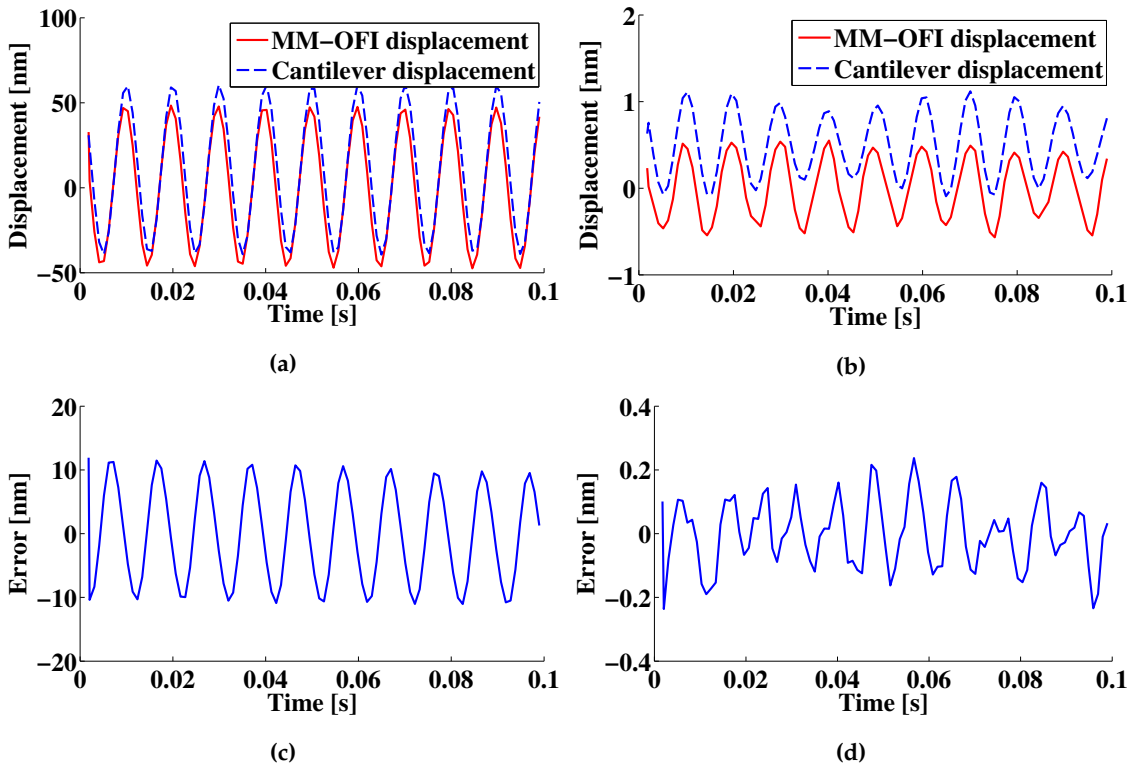 100
50
0
−50
Displacement [nm]
MM−OFI displacement
Cantilever displacement
0
0.02
0.04
0.06
0.08
0.1
Time [s]
(a)
2
1
0
−1
Displacement [nm]
MM−OFI displacement
Cantilever displacement
0
0.02
0.04
0.06
0.08
0.1
Time [s]
(b)
20
10
0
−10
−20
Error [nm]
0
0.02
0.04
0.06
0.08
0.1
Time [s]
(c)
0.4
0.2
0
−0.2
−0.4
Error [nm]
0
0.02
0.04
0.06
0.08
0.1
Time [s]
(d)